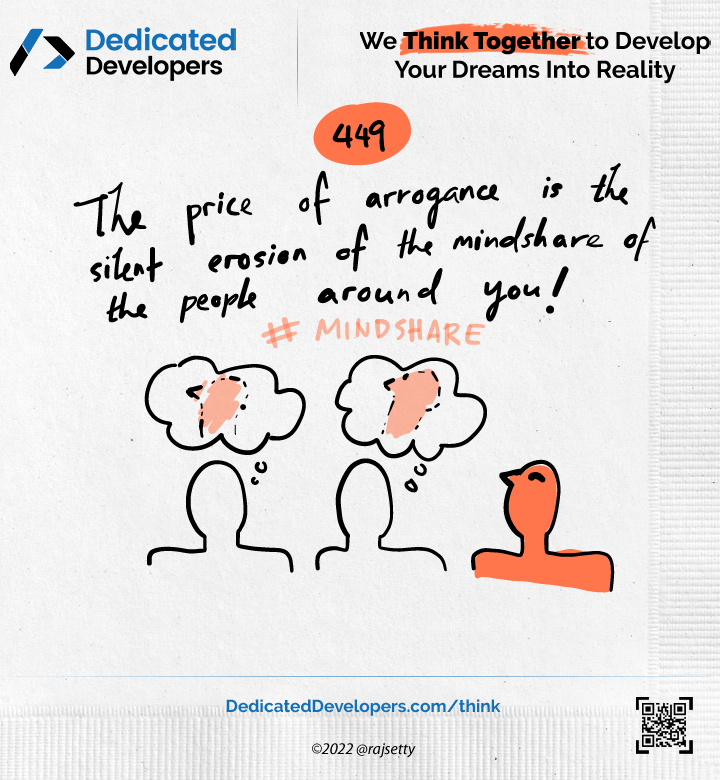 Dedicated
Developers
We Think Together to Develop
Your Dreams Into Reality
449
The price of arrogance is the
silent erosion of the mindshare of
the people around you!
# MINDSHARE
DedicatedDevelopers.com/think
©2022 @rajsetty